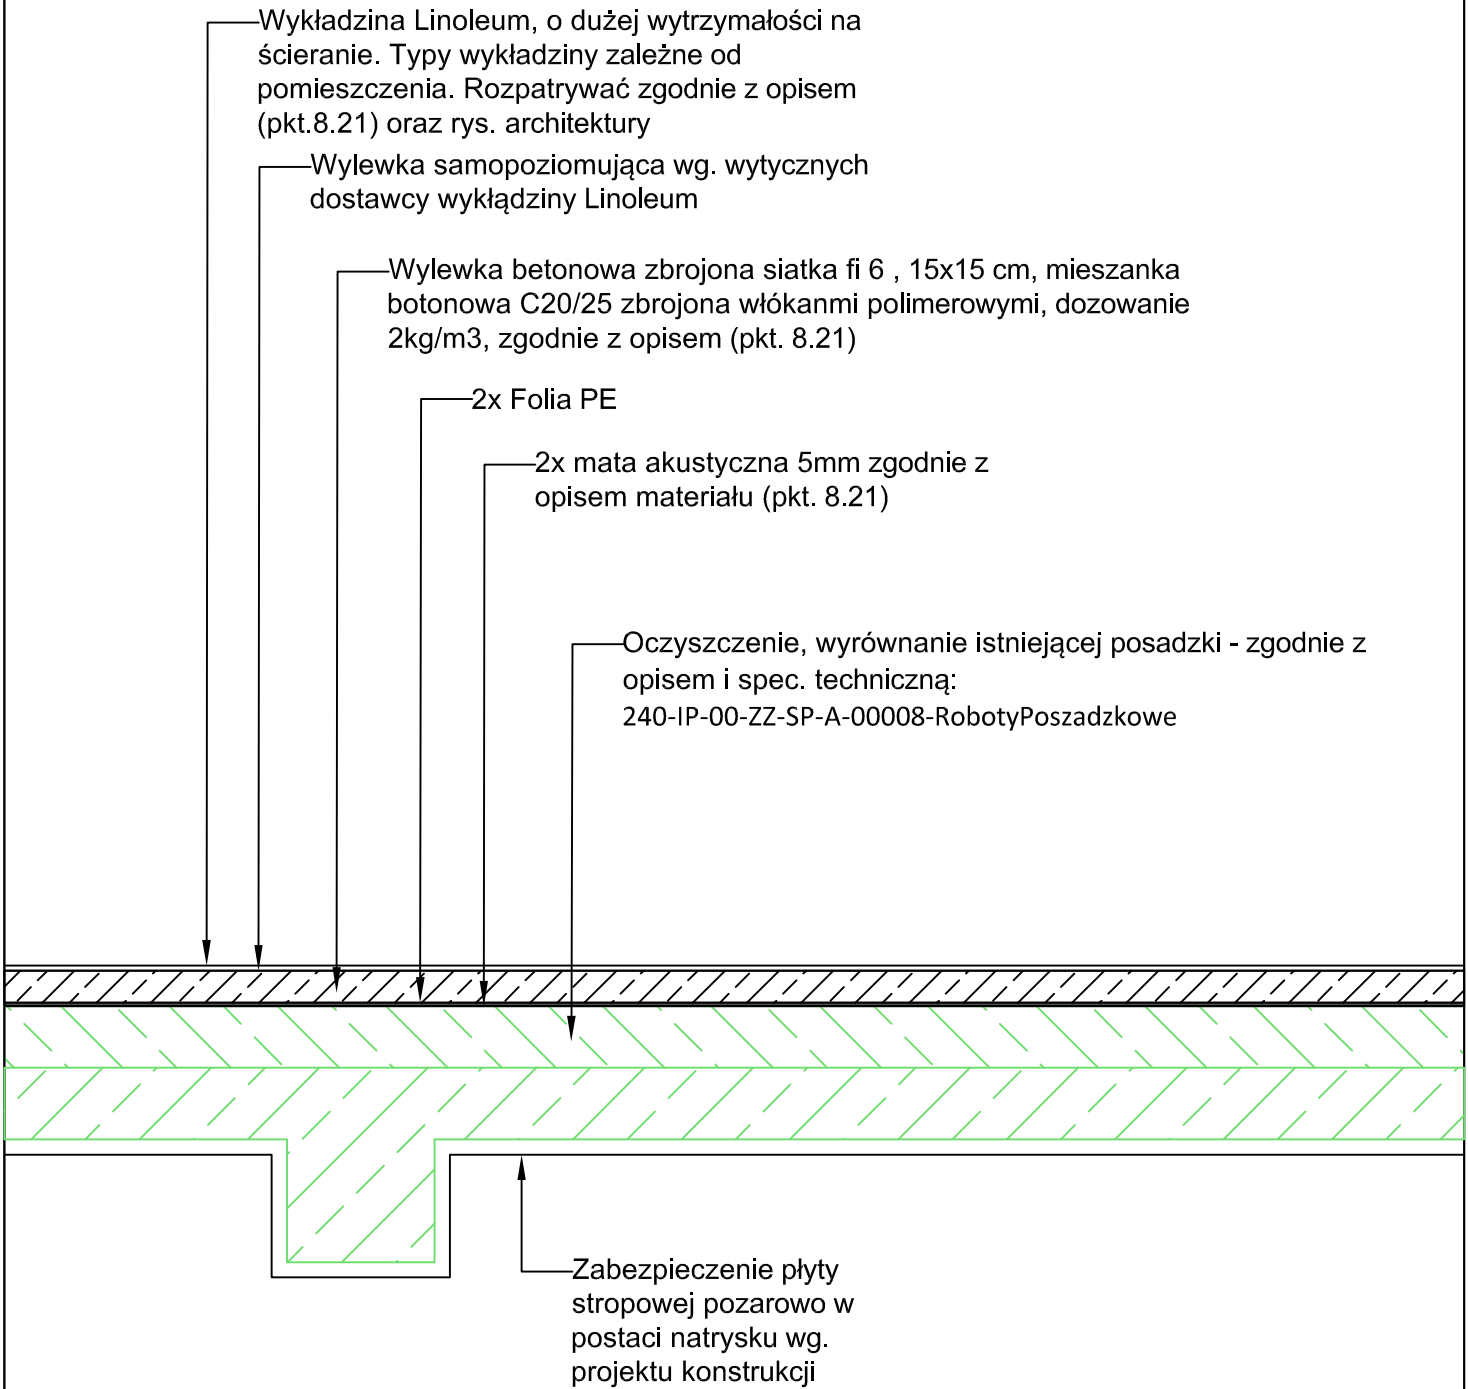 Wykładzina Linoleum, o dużej wytrzymałości na
ścieranie. Typy wykładziny zależne od
pomieszczenia. Rozpatrywać zgodnie z opisem
(pkt.8.21) oraz rys. architektury
Wylewka samopoziomująca wg. wytycznych
dostawcy wykłądziny Linoleum
Wylewka betonowa zbrojona siatka fi 6 , 15x15 cm, mieszanka
botonowa C20/25 zbrojona włókanmi polimerowymi, dozowanie
2kg/m3, zgodnie z opisem (pkt. 8.21)
2x Folia PE
2x mata akustyczna 5mm zgodnie z
opisem materiału (pkt. 8.21)
Oczyszczenie, wyrównanie istniejącej posadzki - zgodnie z
opisem i spec. techniczną:
240-IP-00-ZZ-SP-A-00008-RobotyPoszadzkowe
Zabezpieczenie płyty
stropowej pozarowo w
postaci natrysku wg.
projektu konstrukcji